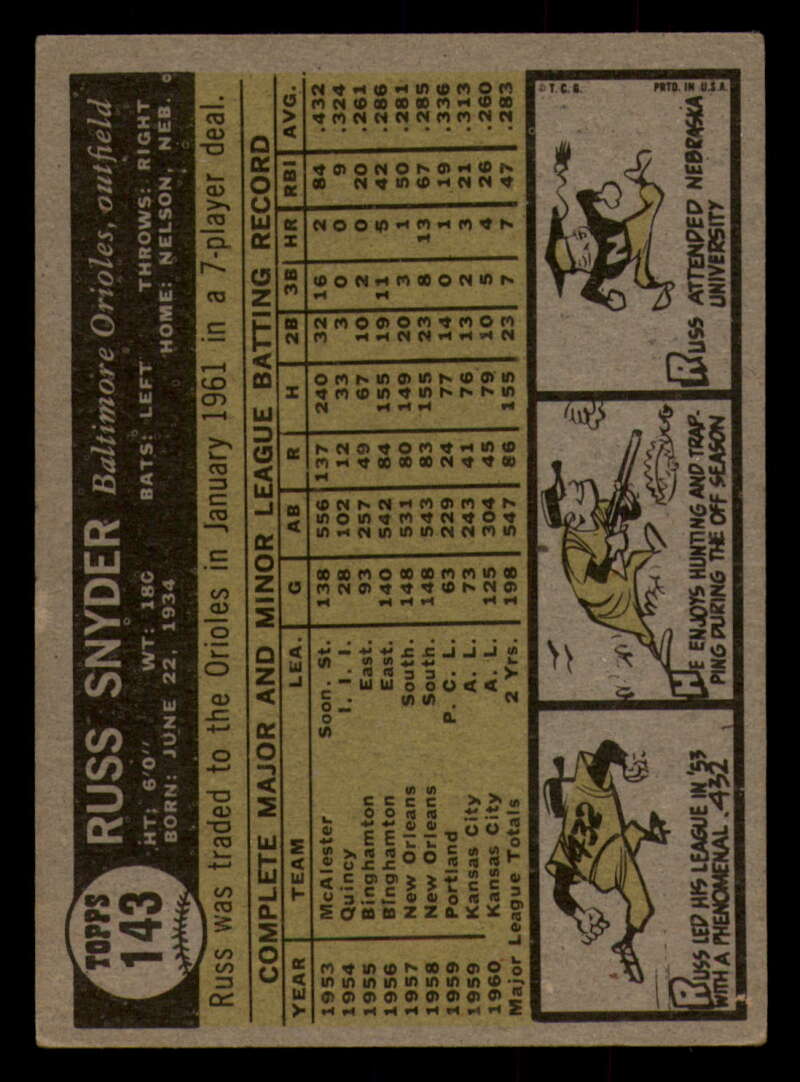 TOPPS
143
RUSS SNYDER Baltimore Orioles, outfield
HT: 6'0" WT: 180 BATS: LEFT THROWS: RIGHT
BORN: JUNE 22, 1934 HOME: NELSON, NEB.
Russ was traded to the Orioles in January 1961 in a 7-player deal.
COMPLETE MAJOR AND MINOR LEAGUE BATTING RECORD
YEAR TEAM LEA. G AB R H 2B 3B HR RBI AVG.
1953 McAlester Soon. St. 138 556 137 240 32 16 2 84 .432
1954 Quincy I. I. I. 28 102 12 33 3 0 0 9 .324
1955 Binghamton East. 93 257 49 67 10 2 0 20 .261
1956 Binghamton East. 140 542 84 155 19 11 5 42 .286
1957 New Orleans South. 148 531 80 149 20 3 1 50 .281
1958 New Orleans South. 148 543 83 155 23 8 13 67 .285
1959 Portland P. C. L. 63 229 24 77 14 0 1 19 .336
1959 Kansas City A. L. 73 243 41 76 13 2 3 21 .313
1960 Kansas City A. L. 125 304 45 79 10 5 4 26 .260
Major League Totals 2 Yrs. 198 547 86 155 23 7 7 47 .283
432
RUSS LED HIS LEAGUE IN '53
WITH A PHENOMENAL .432
HE ENJOYS HUNTING AND TRAP-
PING DURING THE OFF SEASON
© T. C. G. PRTD. IN U.S.A.
N
RUSS ATTENDED NEBRASKA
UNIVERSITY